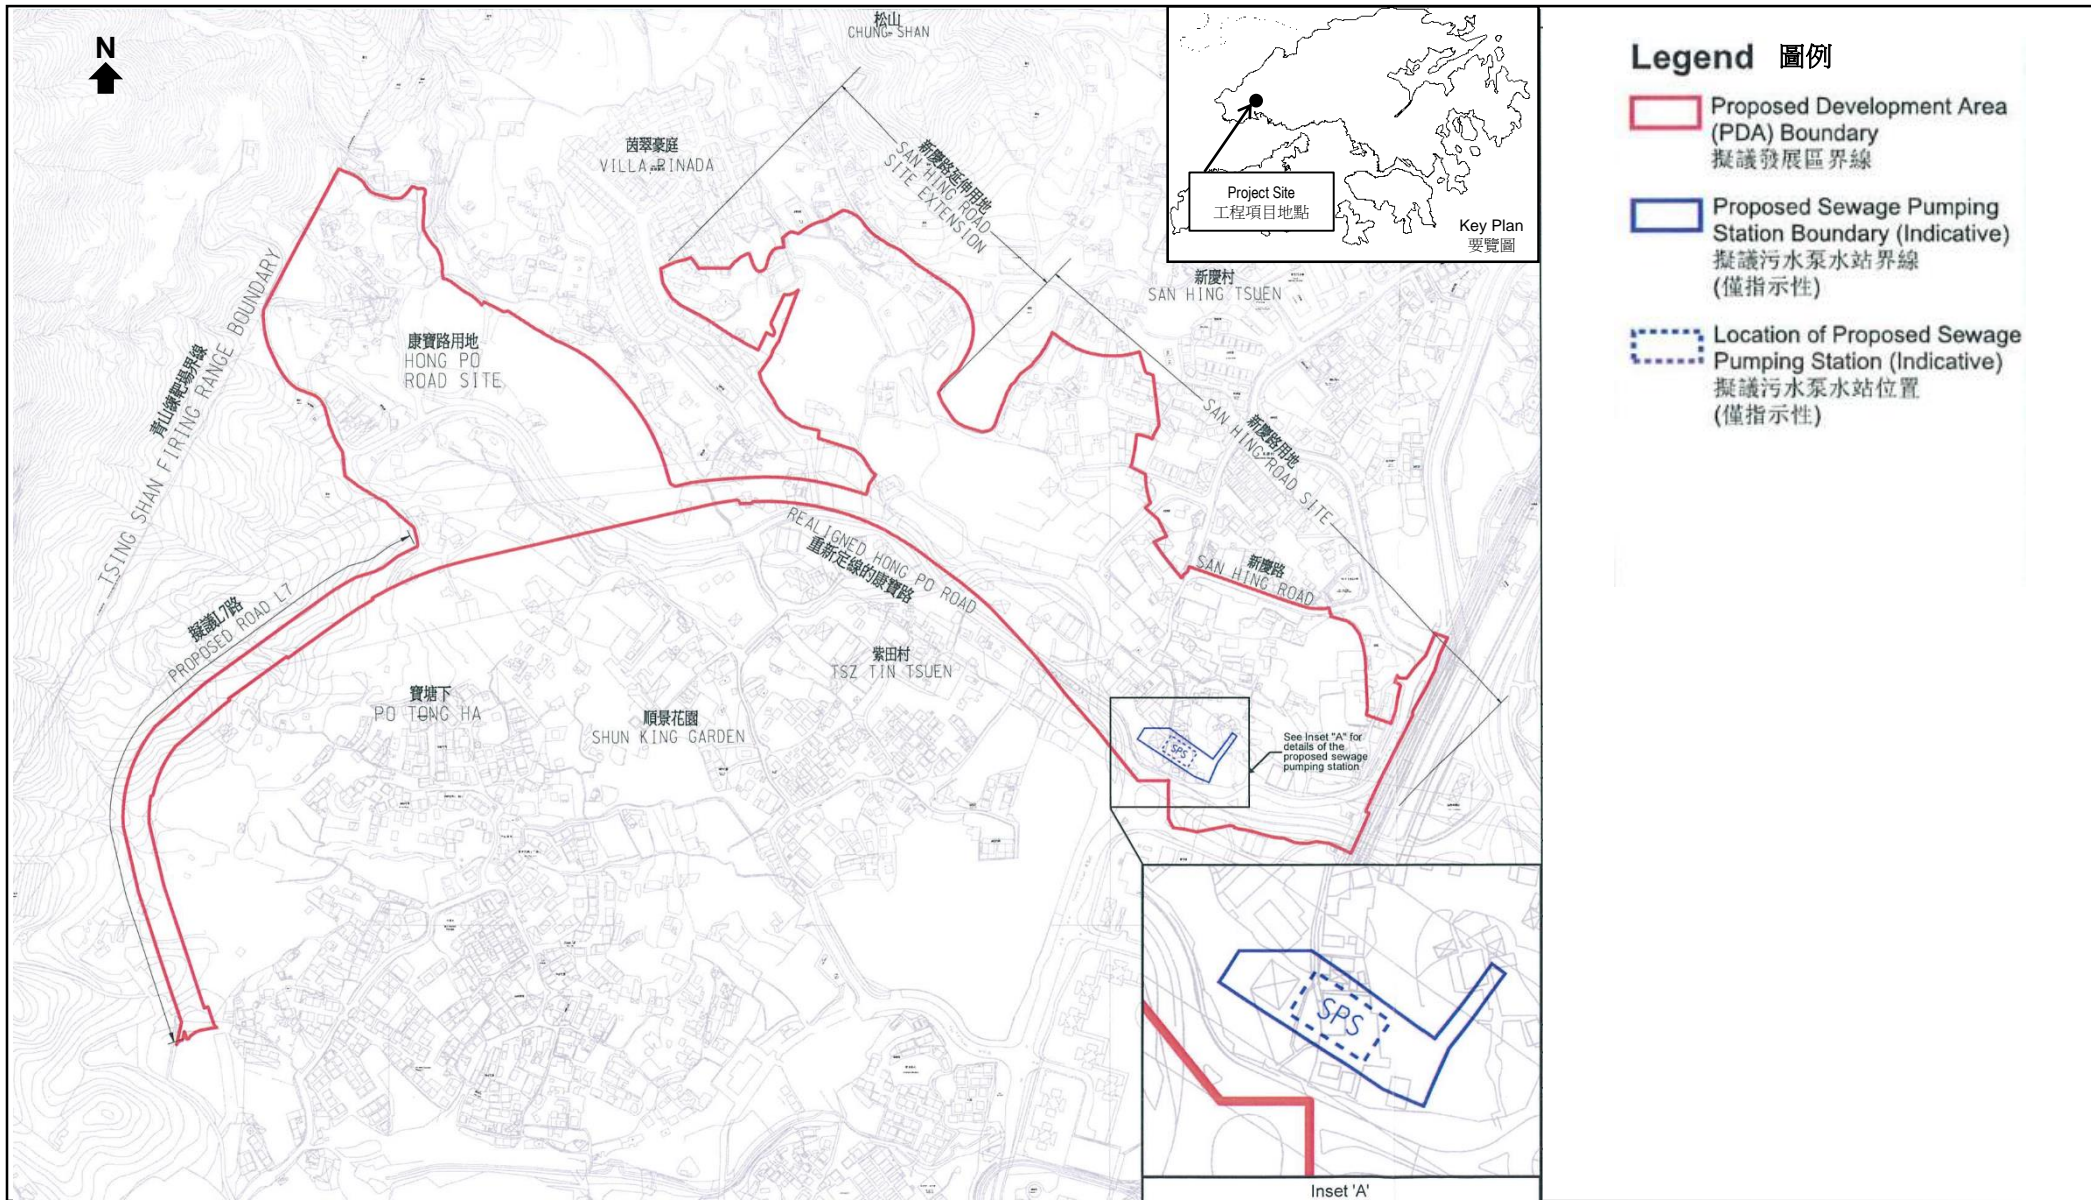 N
松山
CHUNG SHAN
茵翠豪庭
VILLA PINADA
新慶路延伸用地
SAN HING ROAD
SITE EXTENSION
Project Site
工程項目地點
Key Plan
要覽圖
新慶村
SAN HING TSUEN
康寶路用地
HONG PO
ROAD SITE
青山練靶場界線
TSING SHAN FIRING RANGE BOUNDARY
新慶路用地
SAN HING ROAD SITE
REALIGNED HONG PO ROAD
重新定線的康寶路
新慶路
SAN HING ROAD
擬議L7路
PROPOSED ROAD L7
紫田村
TSZ TIN TSUEN
寶塘下
PO TONG HA
順景花園
SHUN KING GARDEN
SPS
See Inset "A" for
details of the
proposed sewage
pumping station
SPS
Inset 'A'
Legend 圖例
Proposed Development Area
(PDA) Boundary
擬議發展區界線
Proposed Sewage Pumping
Station Boundary (Indicative)
擬議污水泵水站界線
(僅指示性)
Location of Proposed Sewage
Pumping Station (Indicative)
擬議污水泵水站位置
(僅指示性)